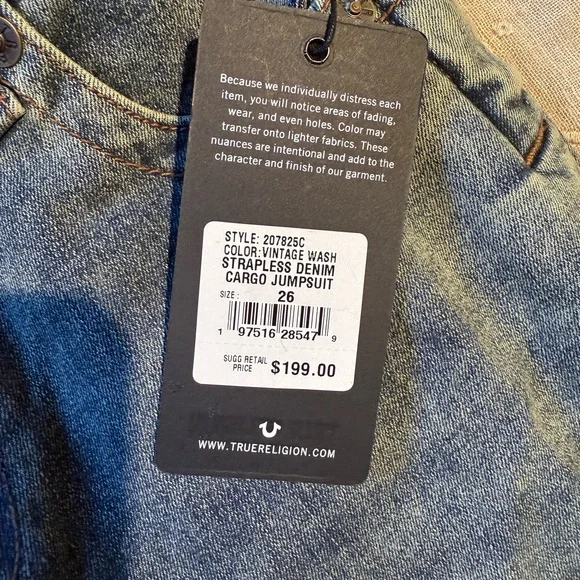 Because we individually distress each
item, you will notice areas of fading,
wear, and even holes. Color may
transfer onto lighter fabrics. These
nuances are intentional and add to the
character and finish of our garment.
STYLE: 207825C
COLOR:VINTAGE WASH
STRAPLESS DENIM
CARGO JUMPSUIT
SIZE: 26
1 97516 28547 9
SUGG RETAIL
PRICE $199.00
WWW.TRUERELIGION.COM